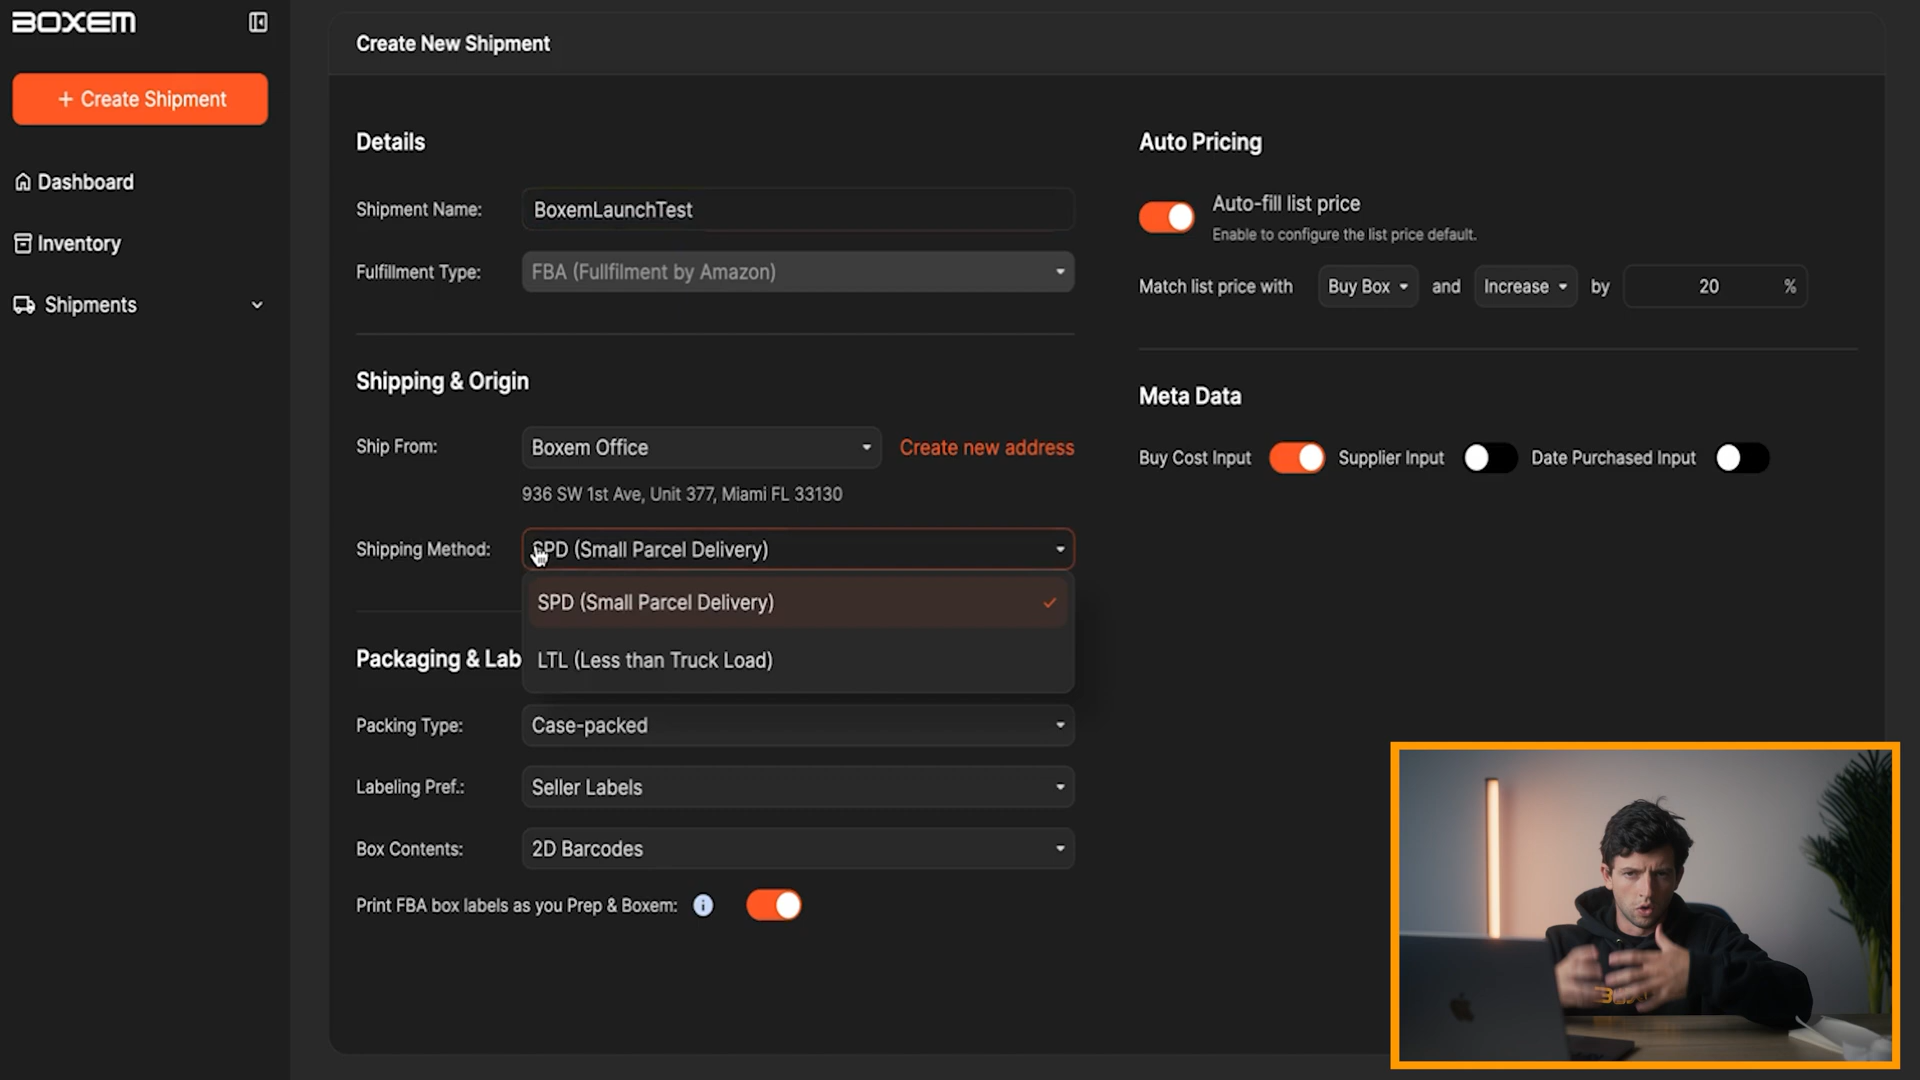 BOXEM
+ Create Shipment
Dashboard
Inventory
Shipments
Create New Shipment
Details
Shipment Name:
BoxemLaunchTest
Fulfillment Type:
FBA (Fullfilment by Amazon)
Shipping & Origin
Ship From:
Boxem Office
Create new address
936 SW 1st Ave, Unit 377, Miami FL 33130
Shipping Method:
SPD (Small Parcel Delivery)
SPD (Small Parcel Delivery)
LTL (Less than Truck Load)
Packaging & Lab
Packing Type:
Case-packed
Labeling Pref.:
Seller Labels
Box Contents:
2D Barcodes
Print FBA box labels as you Prep & Boxem:
Auto Pricing
Auto-fill list price
Enable to configure the list price default.
Match list price with Buy Box and Increase by 20 %
Meta Data
Buy Cost Input
Supplier Input
Date Purchased Input